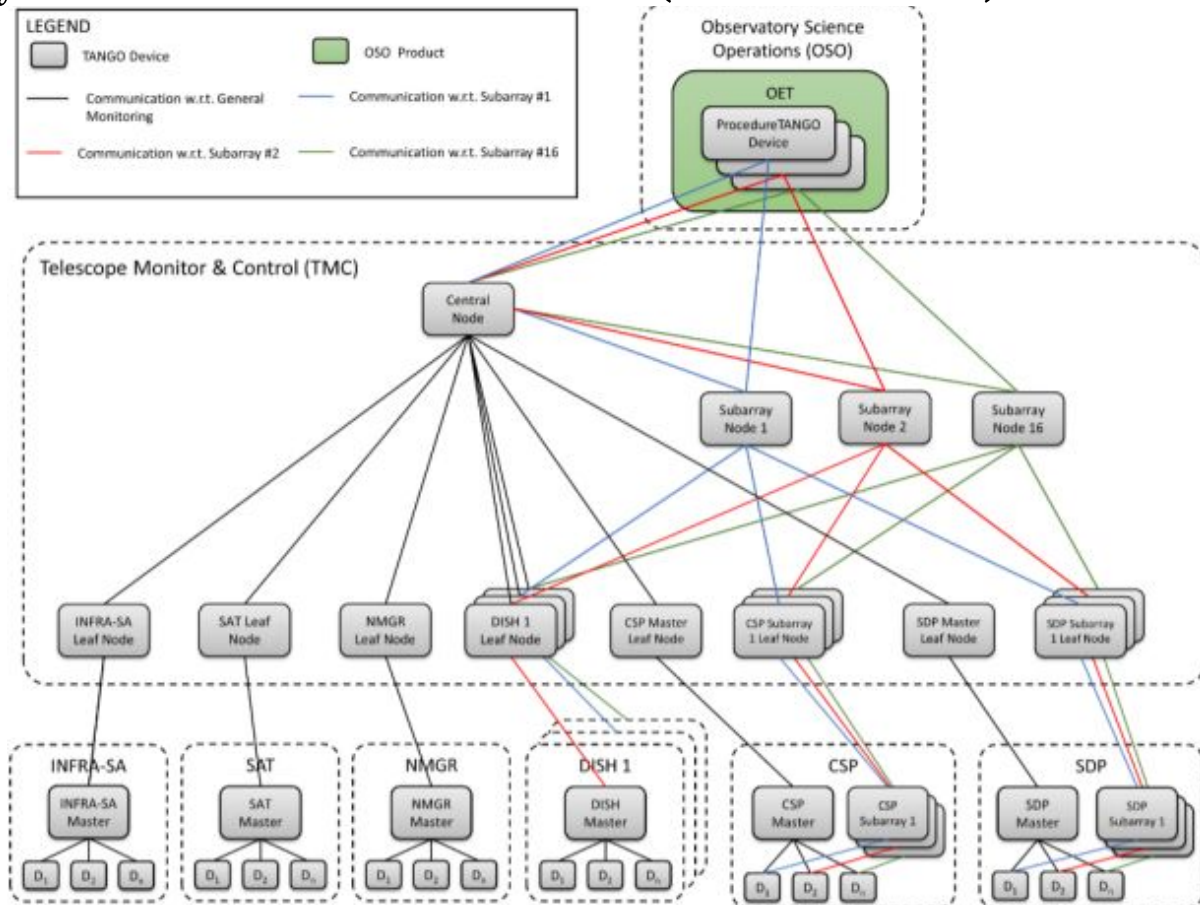 LEGEND
TANGO Device
OSO Product
Communication w.r.t. General
Monitoring
Communication w.r.t. Subarray #1
Communication w.r.t. Subarray #2
Communication w.r.t. Subarray #16
Observatory Science
Operations (OSO)
OET
ProcedureTANGO
Device
Telescope Monitor & Control (TMC)
Central
Node
Subarray
Node 1
Subarray
Node 2
Subarray
Node 16
INFRA-SA
Leaf Node
SAT Leaf
Node
NMGR
Leaf Node
DISH 1
Leaf Node
CSP Master
Leaf Node
CSP Subarray
1 Leaf Node
SDP Master
Leaf Node
SDP Subarray
1 Leaf Node
INFRA-SA
INFRA-SA
Master
D1
D2
Dn
SAT
SAT
Master
D1
D2
Dn
NMGR
NMGR
Master
D1
D2
Dn
DISH 1
DISH
Master
D1
D2
Dn
CSP
CSP
Master
CSP
Subarray 1
D1
D2
Dn
SDP
SDP
Master
SDP
Subarray 1
D1
D2
Dn